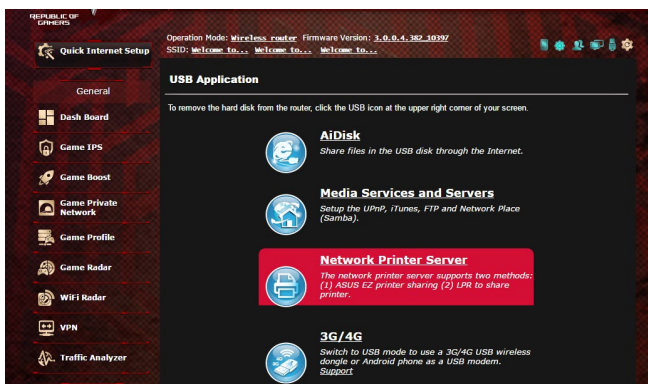 REPUBLIC OF
GAMERS
Quick Internet Setup
General
Dash Board
Game IPS
Game Boost
Game Private
Network
Game Profile
Game Radar
WiFi Radar
VPN
Traffic Analyzer
Operation Mode: Wireless router Firmware Version: 3.0.0.4.382_10397
SSID: Welcome to... Welcome to... Welcome to...
USB Application
To remove the hard disk from the router, click the USB icon at the upper right corner of your screen.
AiDisk
Share files in the USB disk through the Internet.
Media Services and Servers
Setup the UPnP, iTunes, FTP and Network Place
(Samba).
Network Printer Server
The network printer server supports two methods:
(1) ASUS EZ printer sharing (2) LPR to share
printer.
3G/4G
Switch to USB mode to use a 3G/4G USB wireless
dongle or Android phone as a USB modem.
Support